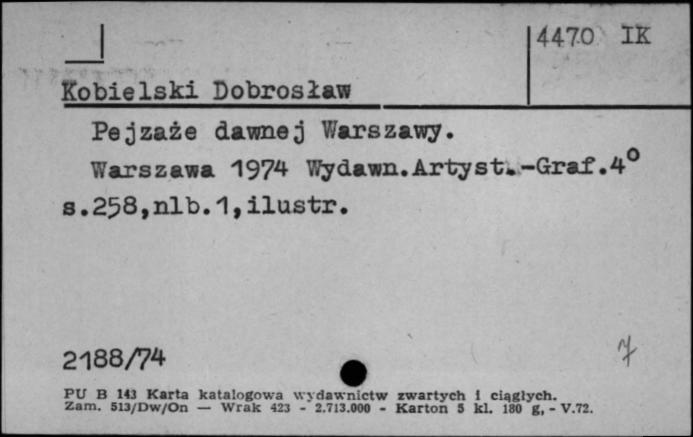 4470 IK
Kobielski Dobrosław
Pejzaże dawnej Warszawy.
Warszawa 1974 Wydawn.Artyst.-Graf.4°
s.258,nlb.1,ilustr.
2188/74
7
PU B 143 Karta katalogowa wydawnictw zwartych i ciągłych.
Zam. 513/Dw/On — Wrak 423 - 2.713.000 - Karton 5 kl. 180 g, - V.72.